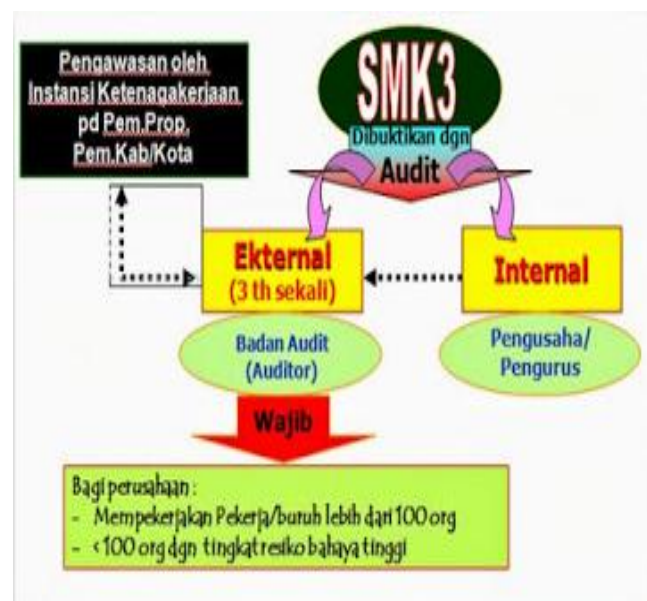 Pengawasan oleh
Instansi Ketenagakerjaan
pd Pem.Prop.
Pem.Kab/Kota
SMK3
Dibuktikan dgn
Audit
Ekternal
(3 th sekali)
Internal
Badan Audit
(Auditor)
Pengusaha/
Pengurus
Wajib
Bagi perusahaan :
- Mempekerjakan Pekerja/buruh lebih dari 100 org
- <100 org dgn tingkat resiko bahaya tinggi